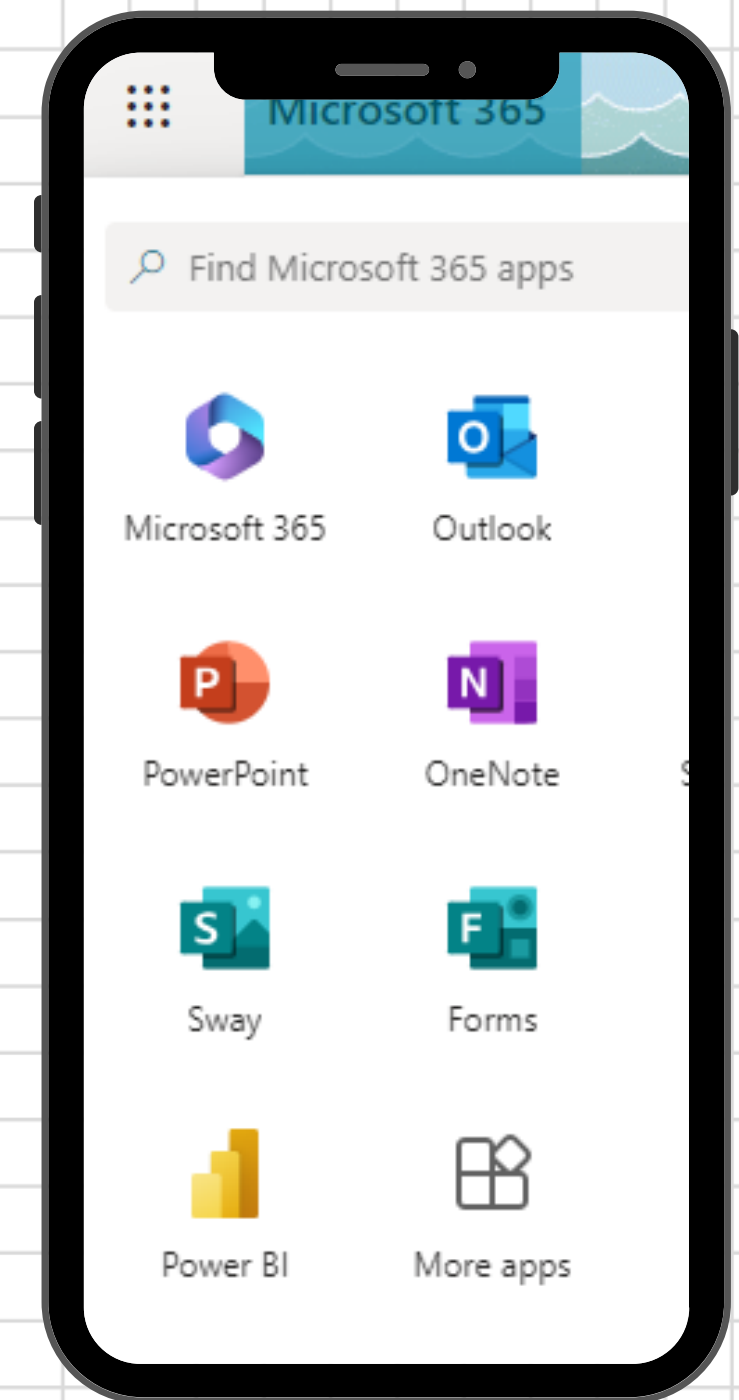 Microsoft 365
Find Microsoft 365 apps
O
Microsoft 365 Outlook
P N
PowerPoint OneNote S
S F
Sway Forms
Power BI More apps